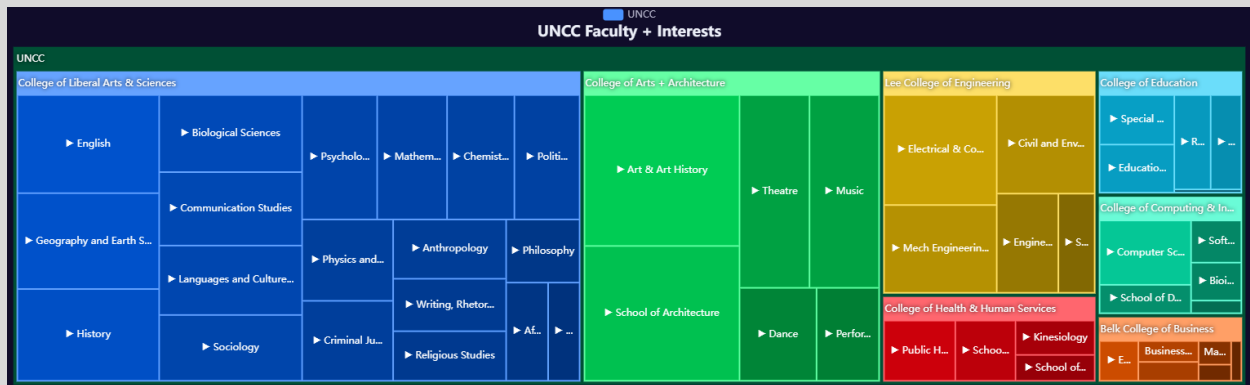 UNCC
UNCC Faculty + Interests
UNCC
College of Liberal Arts & Sciences
▶ English
▶ Geography and Earth S...
▶ History
▶ Biological Sciences
▶ Communication Studies
▶ Languages and Culture...
▶ Sociology
▶ Psycholo...
▶ Mathem...
▶ Chemist...
▶ Politi...
▶ Physics and...
▶ Criminal Ju...
▶ Anthropology
▶ Writing, Rhetor...
▶ Religious Studies
▶ Philosophy
▶ Af...
▶ ...
College of Arts + Architecture
▶ Art & Art History
▶ School of Architecture
▶ Theatre
▶ Music
▶ Dance
▶ Perfor...
Lee College of Engineering
▶ Electrical & Co...
▶ Mech Engineerin...
▶ Civil and Env...
▶ Engine...
▶ S...
College of Health & Human Services
▶ Public H...
▶ Schoo...
▶ Kinesiology
▶ School of...
College of Education
▶ Special ...
▶ Educatio...
▶ R...
▶ ...
College of Computing & In...
▶ Computer Sc...
▶ School of D...
▶ Soft...
▶ Bioi...
Belk College of Business
▶ E...
Business...
Ma...